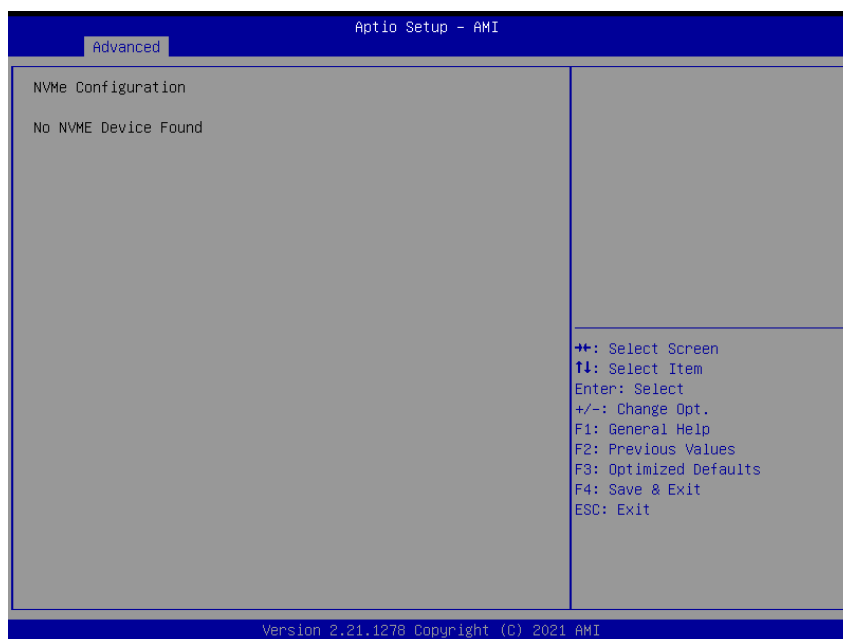 Aptio Setup – AMI
Advanced
NVMe Configuration
No NVME Device Found
→←: Select Screen
↑↓: Select Item
Enter: Select
+/-: Change Opt.
F1: General Help
F2: Previous Values
F3: Optimized Defaults
F4: Save & Exit
ESC: Exit
Version 2.21.1278 Copyright (C) 2021 AMI